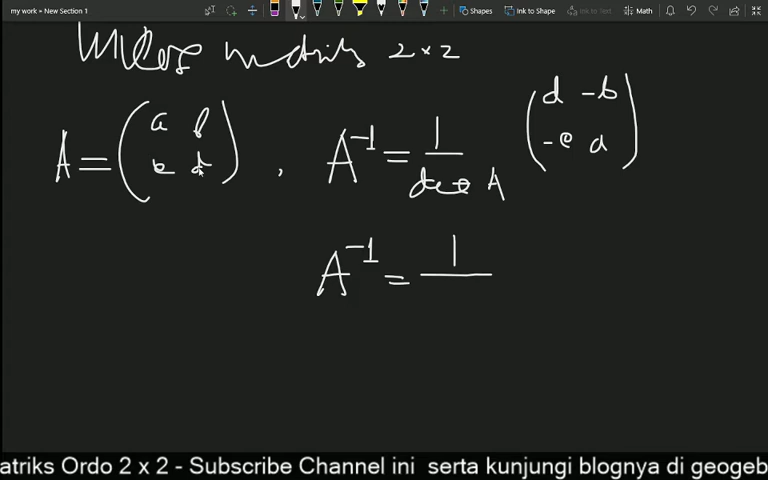 my work » New Section 1
Shapes
Ink to Shape
Ink to Text
Math
Invers matriks 2 x 2
A = ( a b
c d ) , A⁻¹ = 1 / det A ( d -b
-c a )
A⁻¹ = 1
atriks Ordo 2 x 2 - Subscribe Channel ini serta kunjungi blognya di geogeb